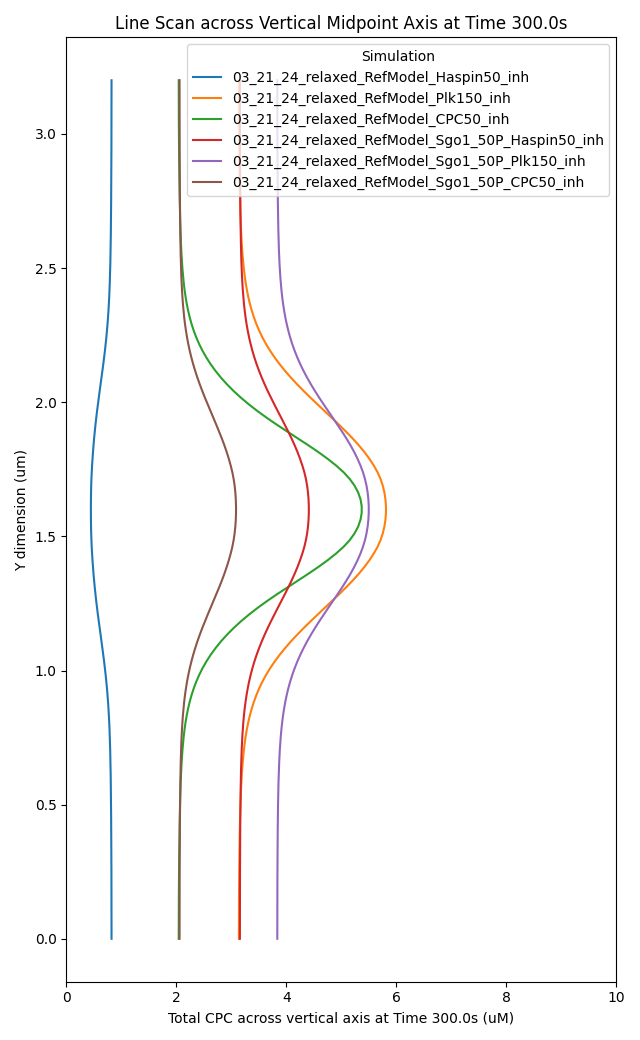 Line Scan across Vertical Midpoint Axis at Time 300.0s
Simulation
03_21_24_relaxed_RefModel_Haspin50_inh
03_21_24_relaxed_RefModel_Plk150_inh
03_21_24_relaxed_RefModel_CPC50_inh
03_21_24_relaxed_RefModel_Sgo1_50P_Haspin50_inh
03_21_24_relaxed_RefModel_Sgo1_50P_Plk150_inh
03_21_24_relaxed_RefModel_Sgo1_50P_CPC50_inh
3.0
2.5
2.0
1.5
1.0
0.5
0.0
Y dimension (um)
0 2 4 6 8 10
Total CPC across vertical axis at Time 300.0s (uM)